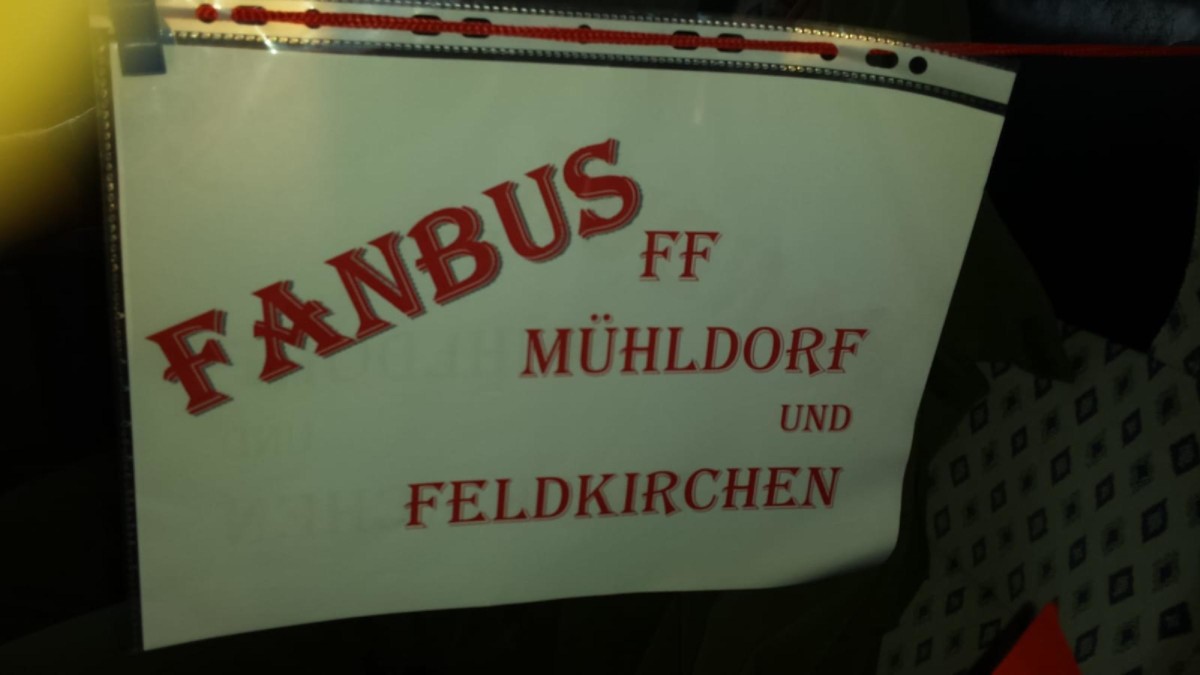 FANBUS
FF
MÜHLDORF
UND
FELDKIRCHEN